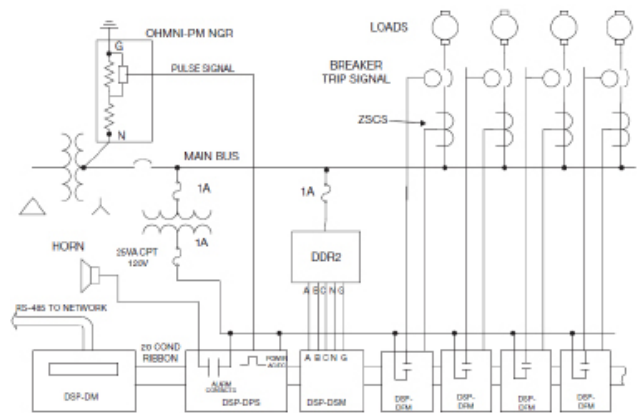 OHMNI-PM NGR
LOADS
G
PULSE SIGNAL
BREAKER
TRIP SIGNAL
ZSCS
N
MAIN BUS
1A
1A
1A
25VA CPT
120V
HORN
DDR2
A B C N G
RS-485 TO NETWORK
20 COND
RIBBON
A B C N G
POWER
ALARM
CONTACTS
DSP-DM
DSP-DPS
DSP-DSM
DSP-
DFM
DSP-
DFM
DSP-
DFM
DSP-
DFM